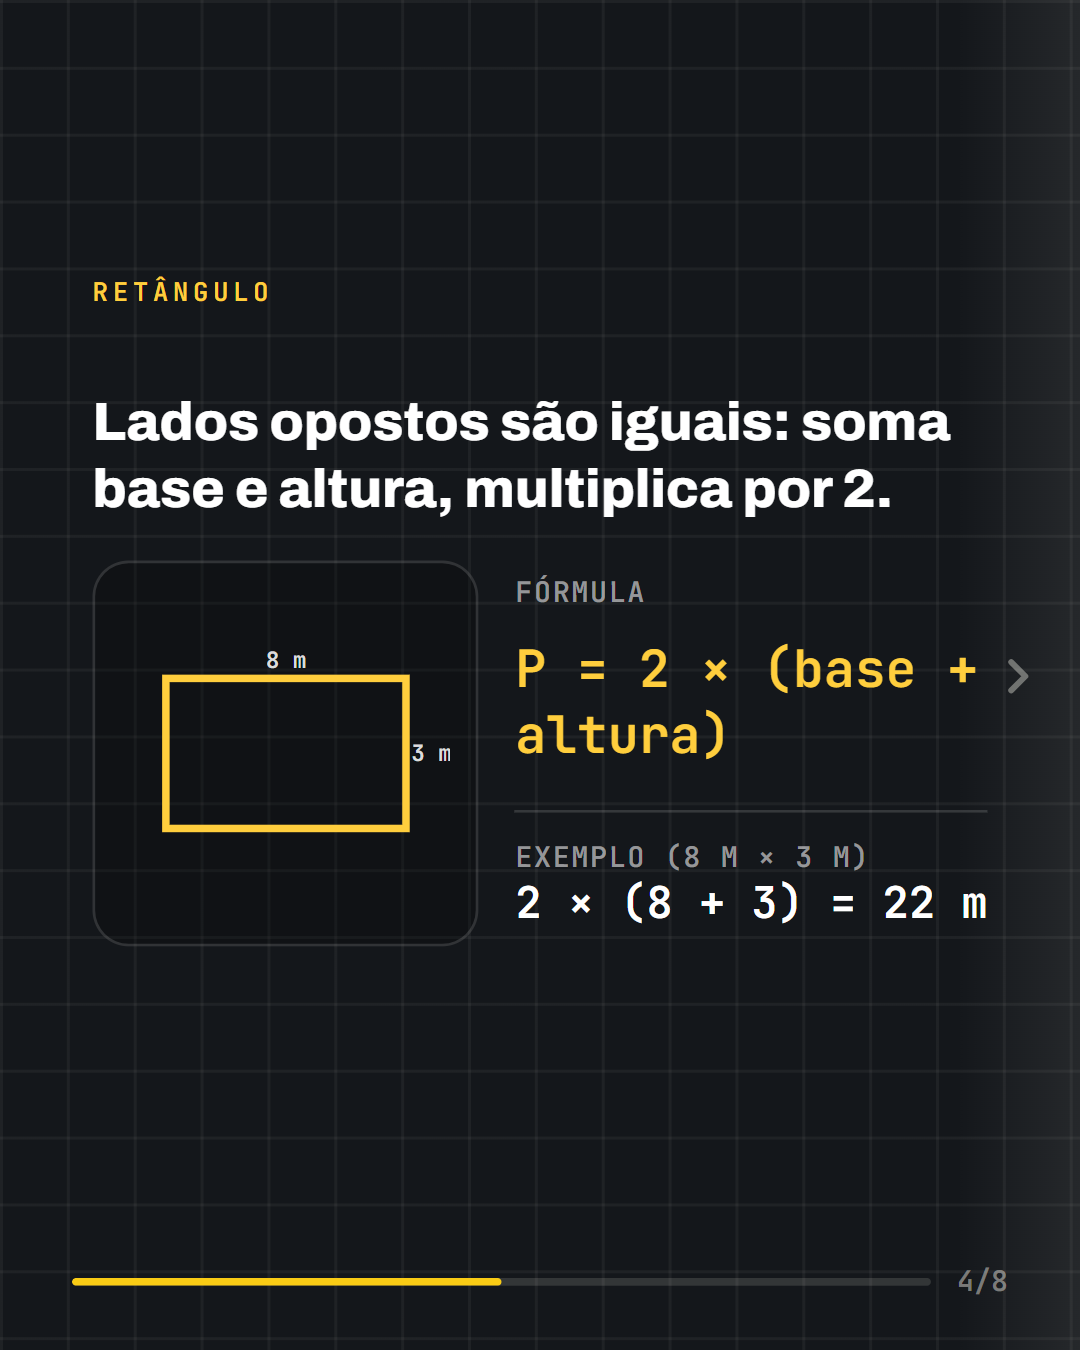 RETÂNGULO
Lados opostos são iguais: soma
base e altura, multiplica por 2.
8 m
3 m
FÓRMULA
P = 2 × (base +
altura)
EXEMPLO (8 M × 3 M)
2 × (8 + 3) = 22 m
4/8